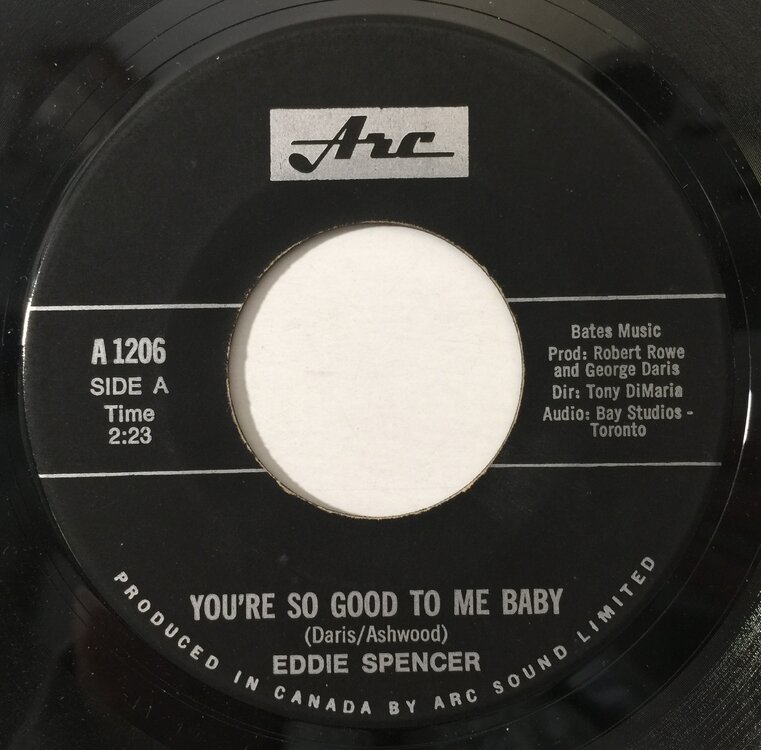 Arc
A 1206
SIDE A
Time
2:23
Bates Music
Prod: Robert Rowe
and George Daris
Dir: Tony DiMaria
Audio: Bay Studios -
Toronto
YOU'RE SO GOOD TO ME BABY
(Daris/Ashwood)
EDDIE SPENCER
PRODUCED IN CANADA BY ARC SOUND LIMITED